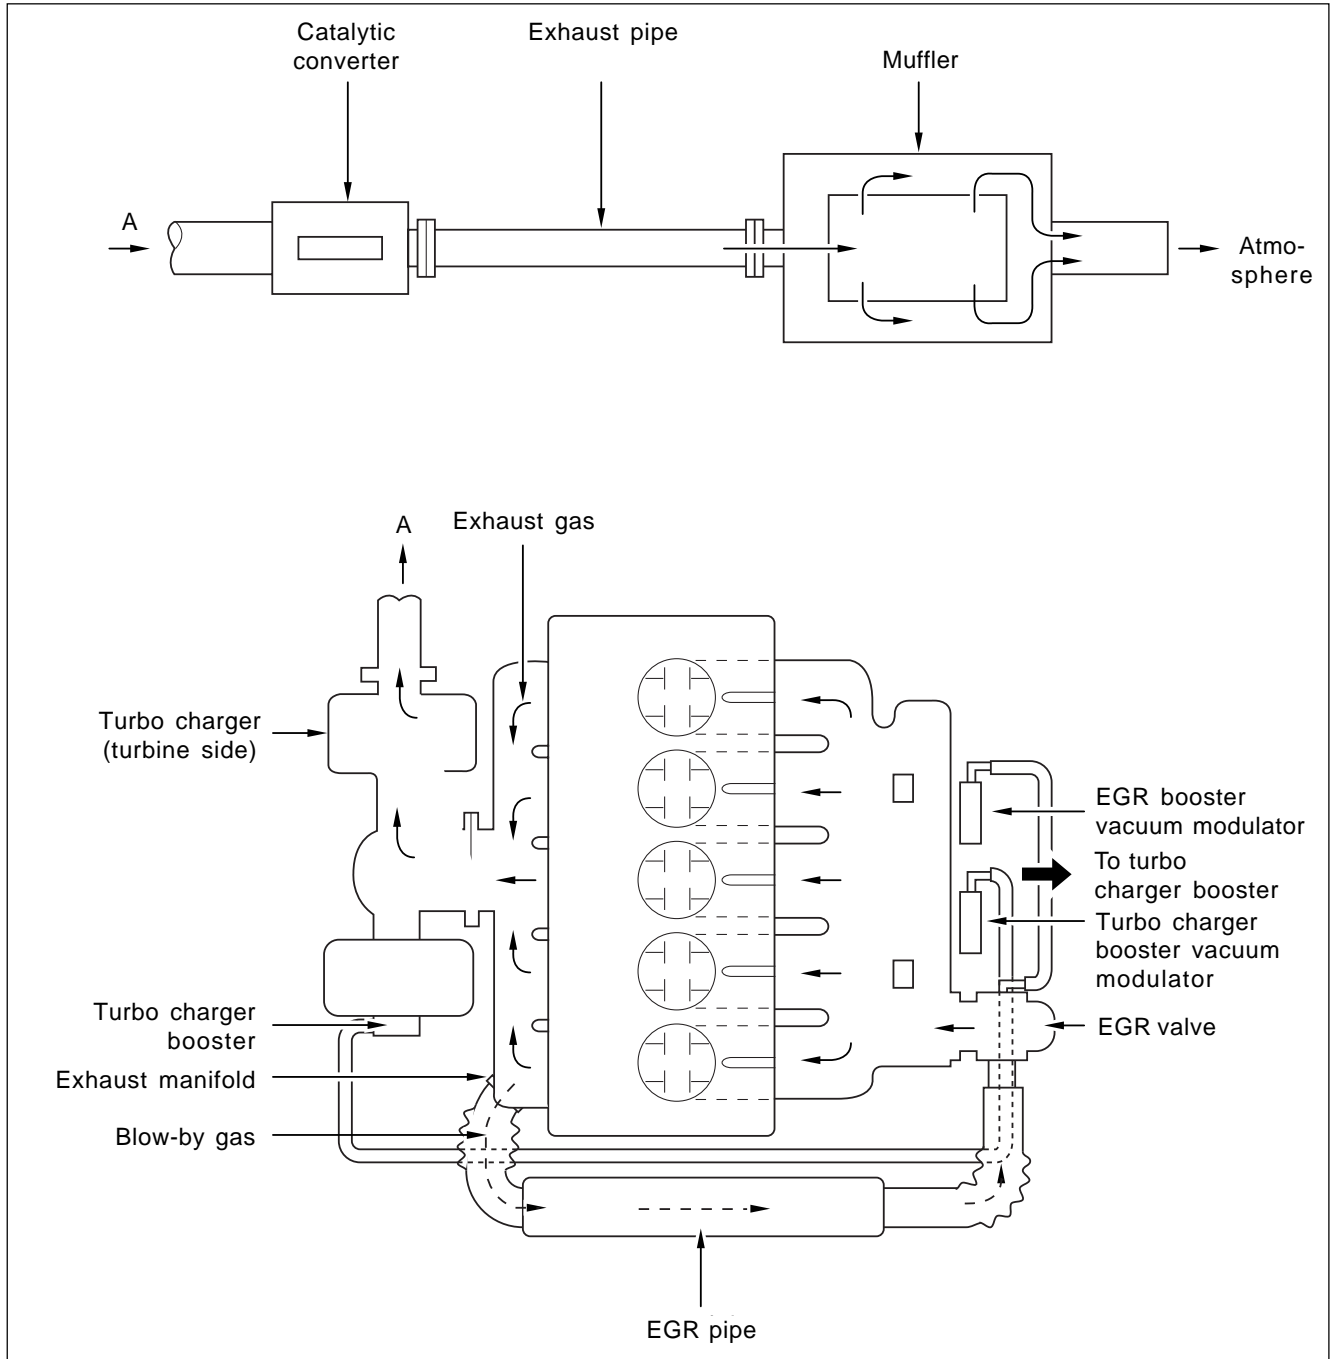 Catalytic
converter
Exhaust pipe
Muffler
A
Atmo-
sphere
A
Exhaust gas
Turbo charger
(turbine side)
EGR booster
vacuum modulator
To turbo
charger booster
Turbo charger
booster vacuum
modulator
Turbo charger
booster
EGR valve
Exhaust manifold
Blow-by gas
EGR pipe